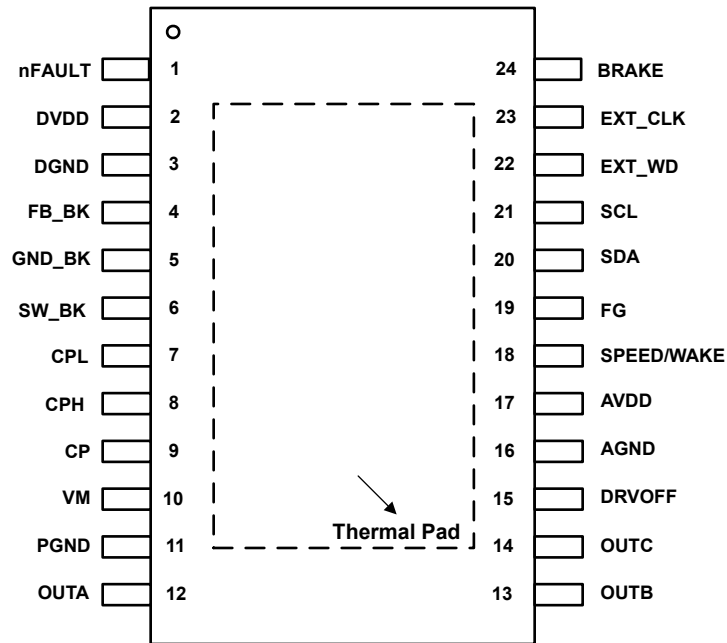 nFAULT 1 24 BRAKE
DVDD 2 23 EXT_CLK
DGND 3 22 EXT_WD
FB_BK 4 21 SCL
GND_BK 5 20 SDA
SW_BK 6 19 FG
CPL 7 18 SPEED/WAKE
CPH 8 17 AVDD
CP 9 16 AGND
VM 10 15 DRVOFF
Thermal Pad
PGND 11 14 OUTC
OUTA 12 13 OUTB